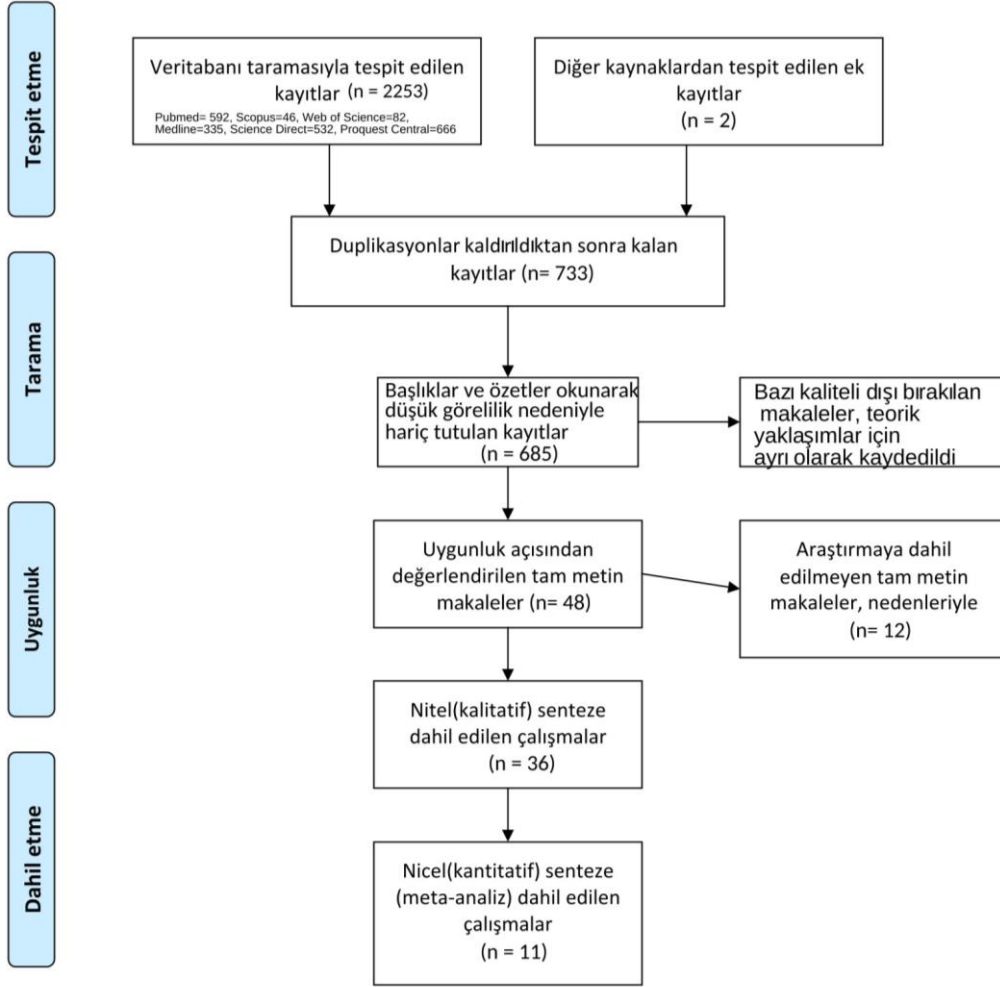 Tespit etme
Veritabanı taramasıyla tespit edilen
kayıtlar (n = 2253)
Pubmed= 592, Scopus=46, Web of Science=82,
Medline=335, Science Direct=532, Proquest Central=666
Diğer kaynaklardan tespit edilen ek
kayıtlar
(n = 2)
Tarama
Duplikasyonlar kaldırıldıktan sonra kalan
kayıtlar (n= 733)
Başlıklar ve özetler okunarak
düşük görelilik nedeniyle
hariç tutulan kayıtlar
(n = 685)
Bazı kaliteli dışı bırakılan
makaleler, teorik
yaklaşımlar için
ayrı olarak kaydedildi
Uygunluk
Uygunluk açısından
değerlendirilen tam metin
makaleler (n= 48)
Araştırmaya dahil
edilmeyen tam metin
makaleler, nedenleriyle
(n= 12)
Nitel(kalitatif) senteze
dahil edilen çalışmalar
(n = 36)
Dahil etme
Nicel(kantitatif) senteze
(meta-analiz) dahil edilen
çalışmalar
(n = 11)